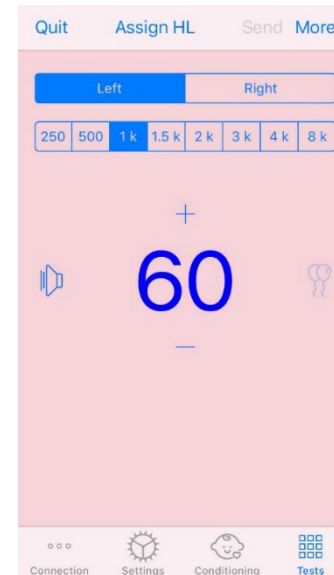 Quit Assign HL Send More
Left Right
250 500 1 k 1.5 k 2 k 3 k 4 k 8 k
+
60
—
Connection Settings Conditioning Tests